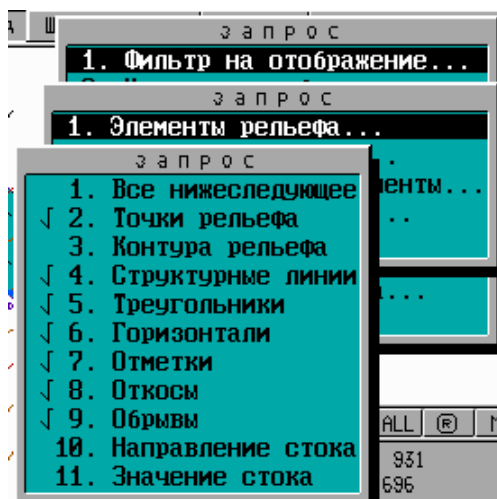 запрос
1. Фильтр на отображение...
запрос
1. Элементы рельефа...
запрос
1. Все нижеследующее
√ 2. Точки рельефа
3. Контура рельефа
√ 4. Структурные линии
√ 5. Треугольники
√ 6. Горизонтали
√ 7. Отметки
√ 8. Откосы
√ 9. Обрывы
10. Направление стока
11. Значение стока
ALL ®
931
696